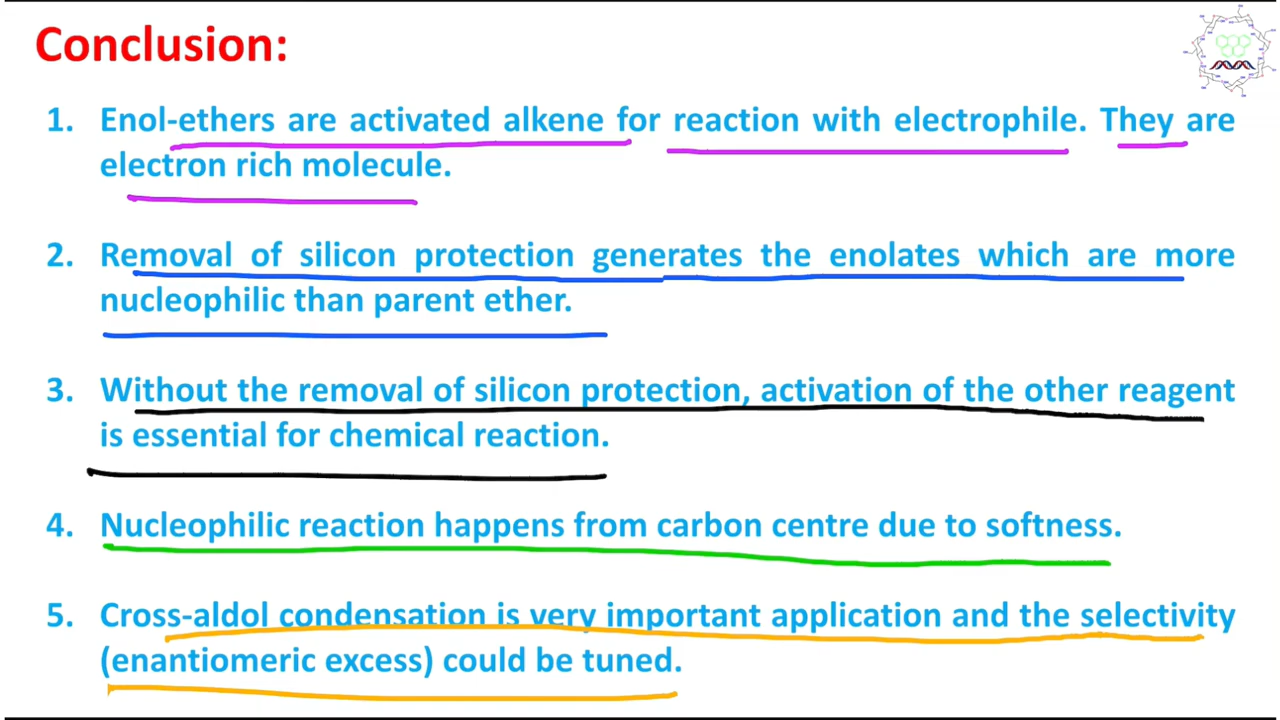 Conclusion:
1. Enol-ethers are activated alkene for reaction with electrophile. They are
electron rich molecule.
2. Removal of silicon protection generates the enolates which are more
nucleophilic than parent ether.
3. Without the removal of silicon protection, activation of the other reagent
is essential for chemical reaction.
4. Nucleophilic reaction happens from carbon centre due to softness.
5. Cross-aldol condensation is very important application and the selectivity
(enantiomeric excess) could be tuned.